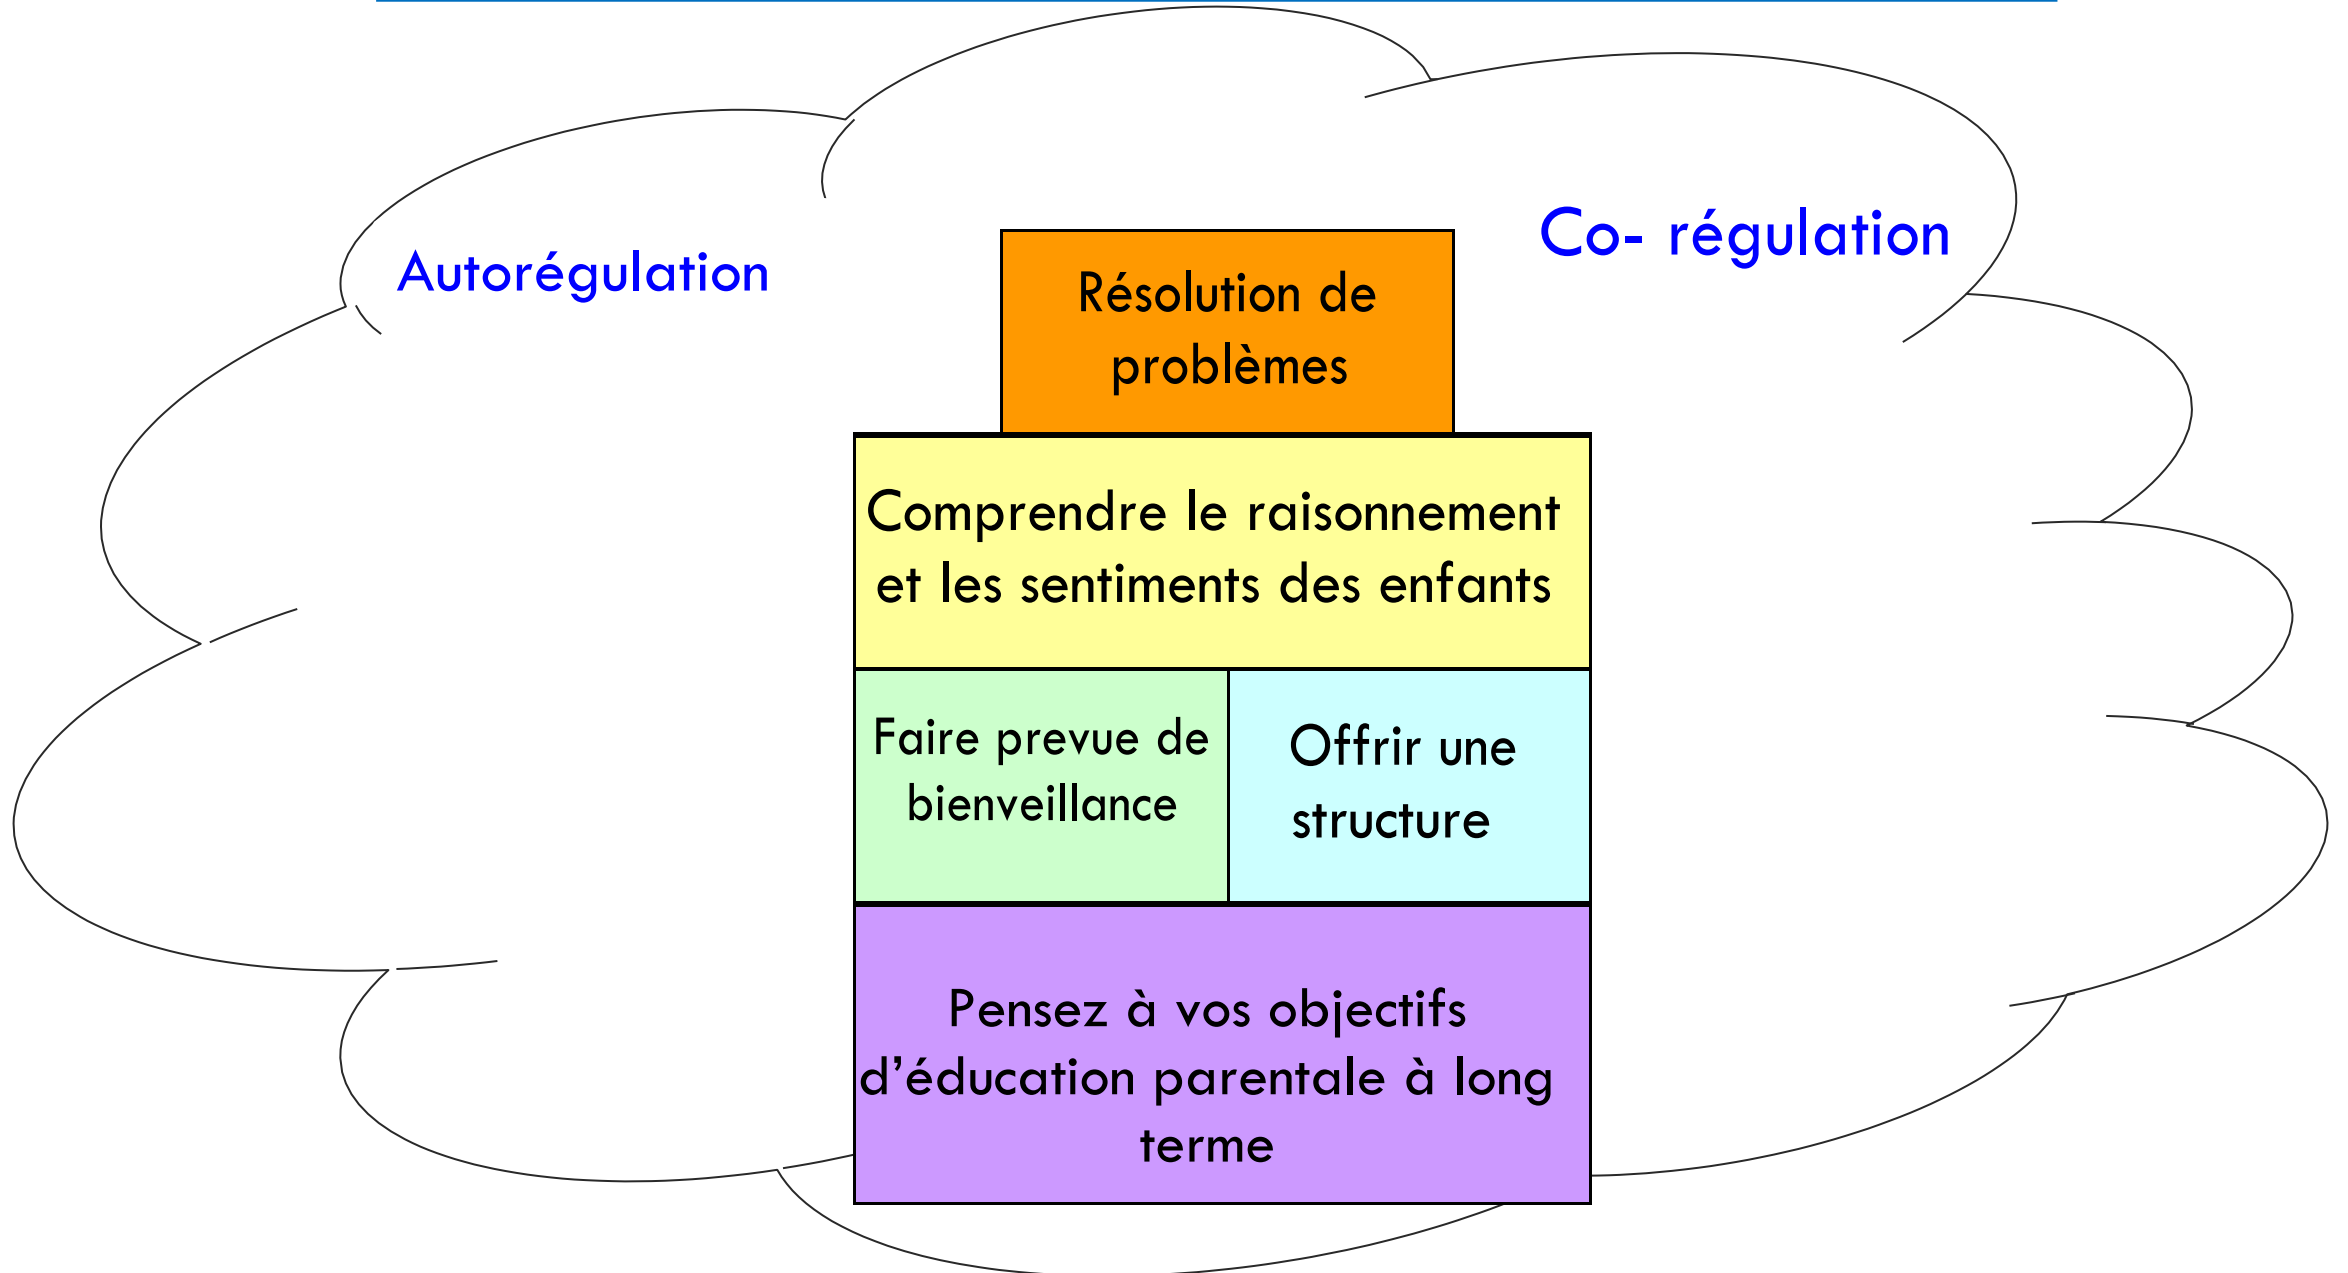 Autorégulation
Co- régulation
Résolution de
problèmes
Comprendre le raisonnement
et les sentiments des enfants
Faire prevue de
bienveillance
Offrir une
structure
Pensez à vos objectifs
d’éducation parentale à long
terme